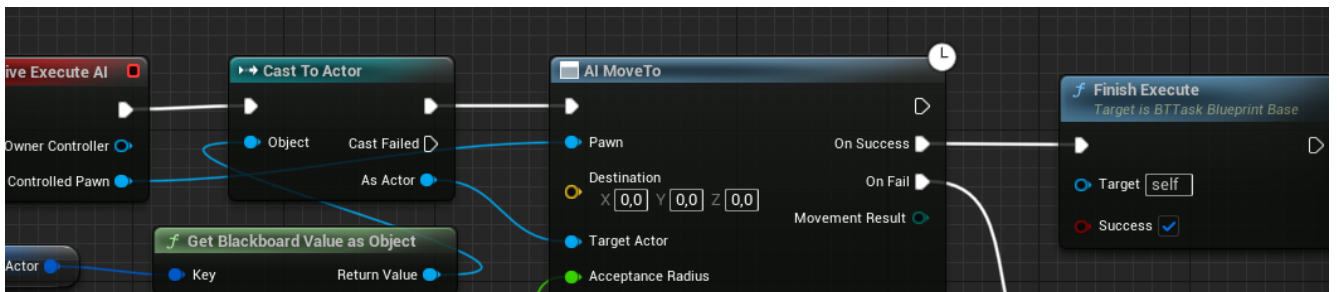 ive Execute AI
Owner Controller
Controlled Pawn
Actor
Cast To Actor
Object
Cast Failed
As Actor
Get Blackboard Value as Object
Key
Return Value
AI MoveTo
Pawn
On Success
Destination
X 0,0 Y 0,0 Z 0,0
On Fail
Movement Result
Target Actor
Acceptance Radius
f Finish Execute
Target is BTTask Blueprint Base
Target self
Success